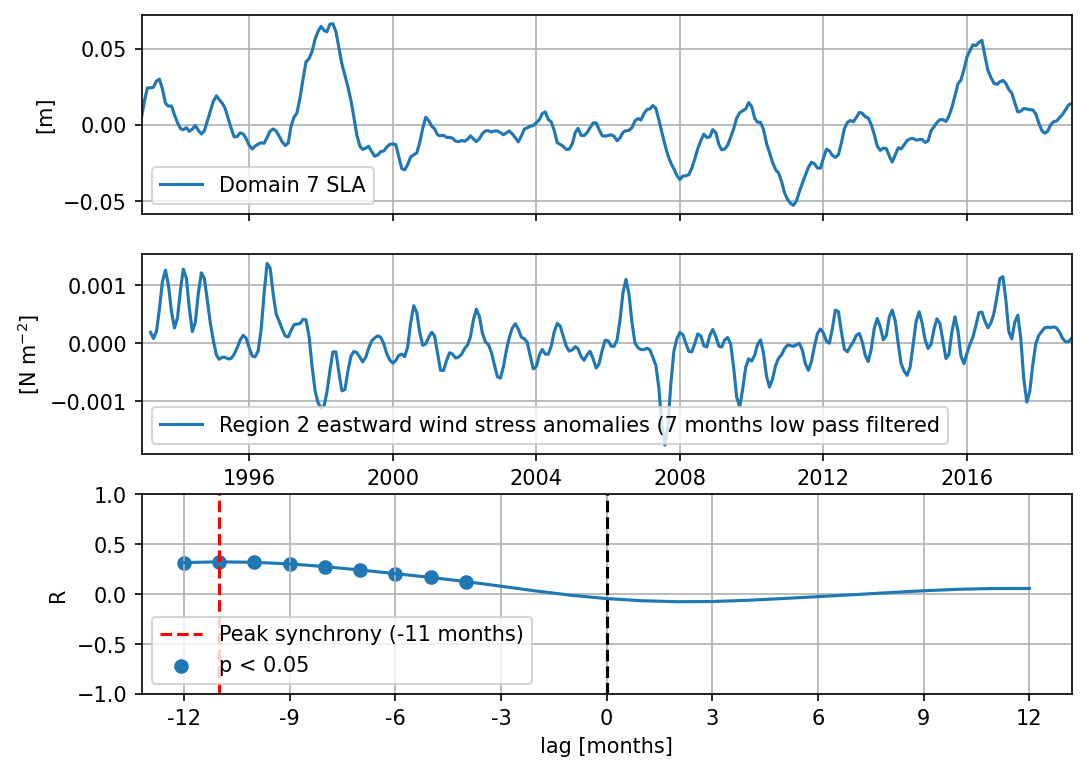 0.05
0.00
−0.05
[m]
Domain 7 SLA
0.001
0.000
−0.001
[N m⁻²]
Region 2 eastward wind stress anomalies (7 months low pass filtered
1996 2000 2004 2008 2012 2016
1.0
0.5
0.0
−0.5
−1.0
R
Peak synchrony (-11 months)
p < 0.05
-12 -9 -6 -3 0 3 6 9 12
lag [months]